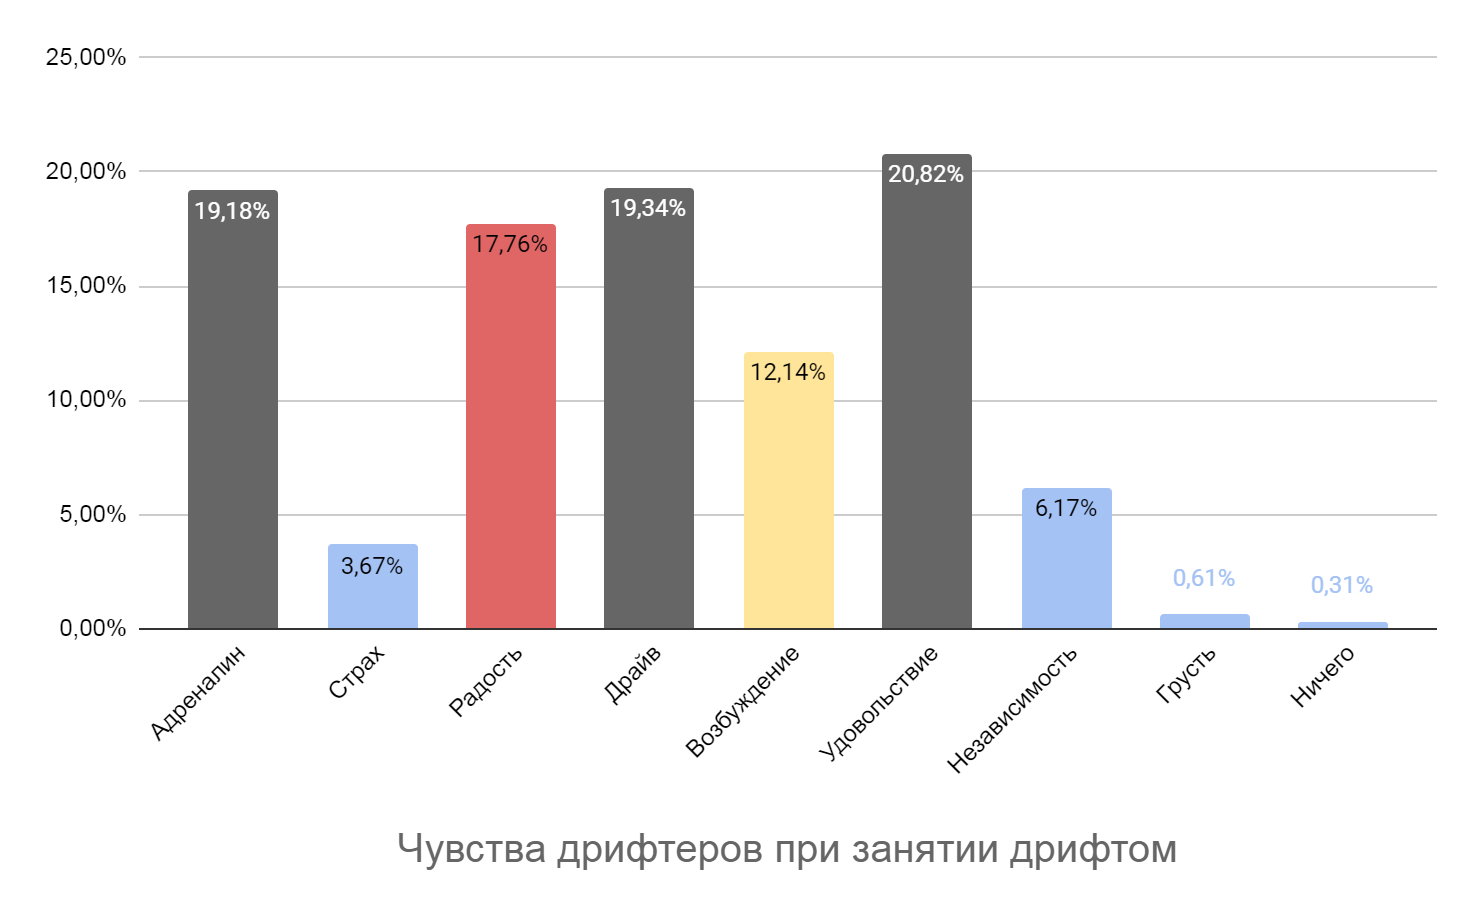 25,00%
20,00%
15,00%
10,00%
5,00%
0,00%
19,18%
3,67%
17,76%
19,34%
12,14%
20,82%
6,17%
0,61%
0,31%
Адреналин
Страх
Радость
Драйв
Возбуждение
Удовольствие
Независимость
Грусть
Ничего
Чувства дрифтеров при занятии дрифтом